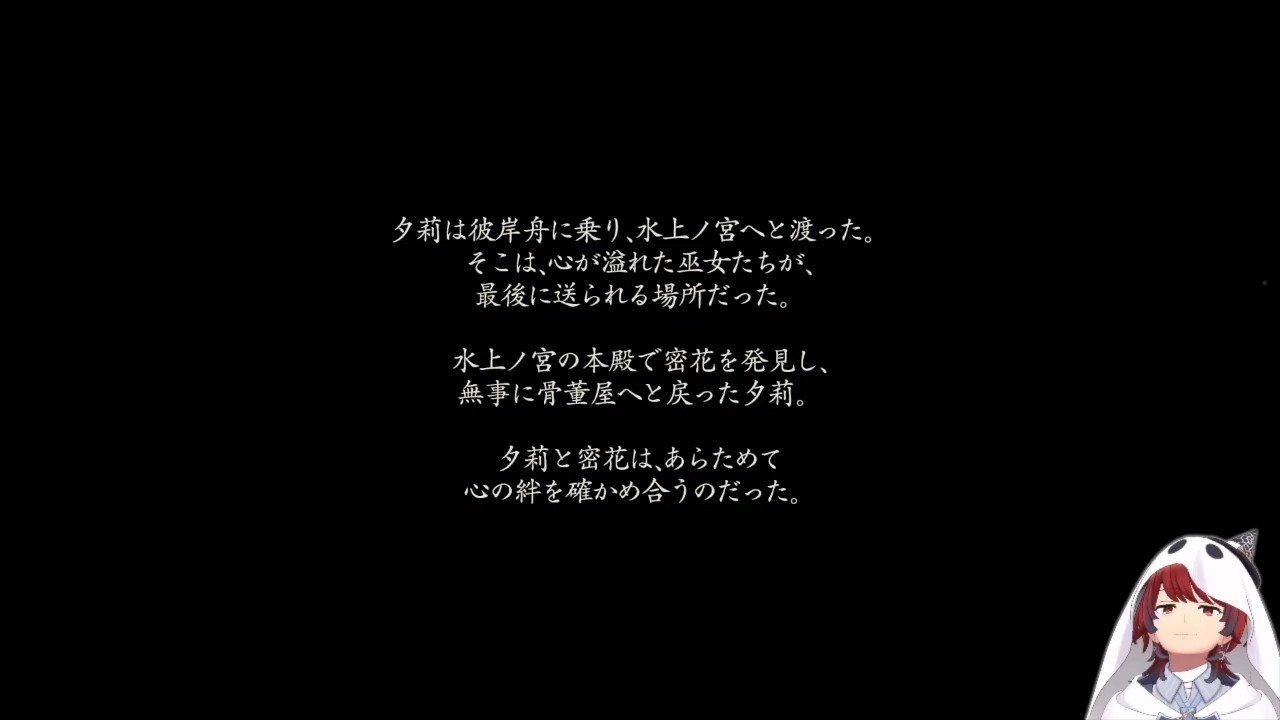 夕莉は彼岸舟に乗り、水上ノ宮へと渡った。
そこは、心が溢れた巫女たちが、
最後に送られる場所だった。
水上ノ宮の本殿で密花を発見し、
無事に骨董屋へと戻った夕莉。
夕莉と密花は、あらためて
心の絆を確かめ合うのだった。